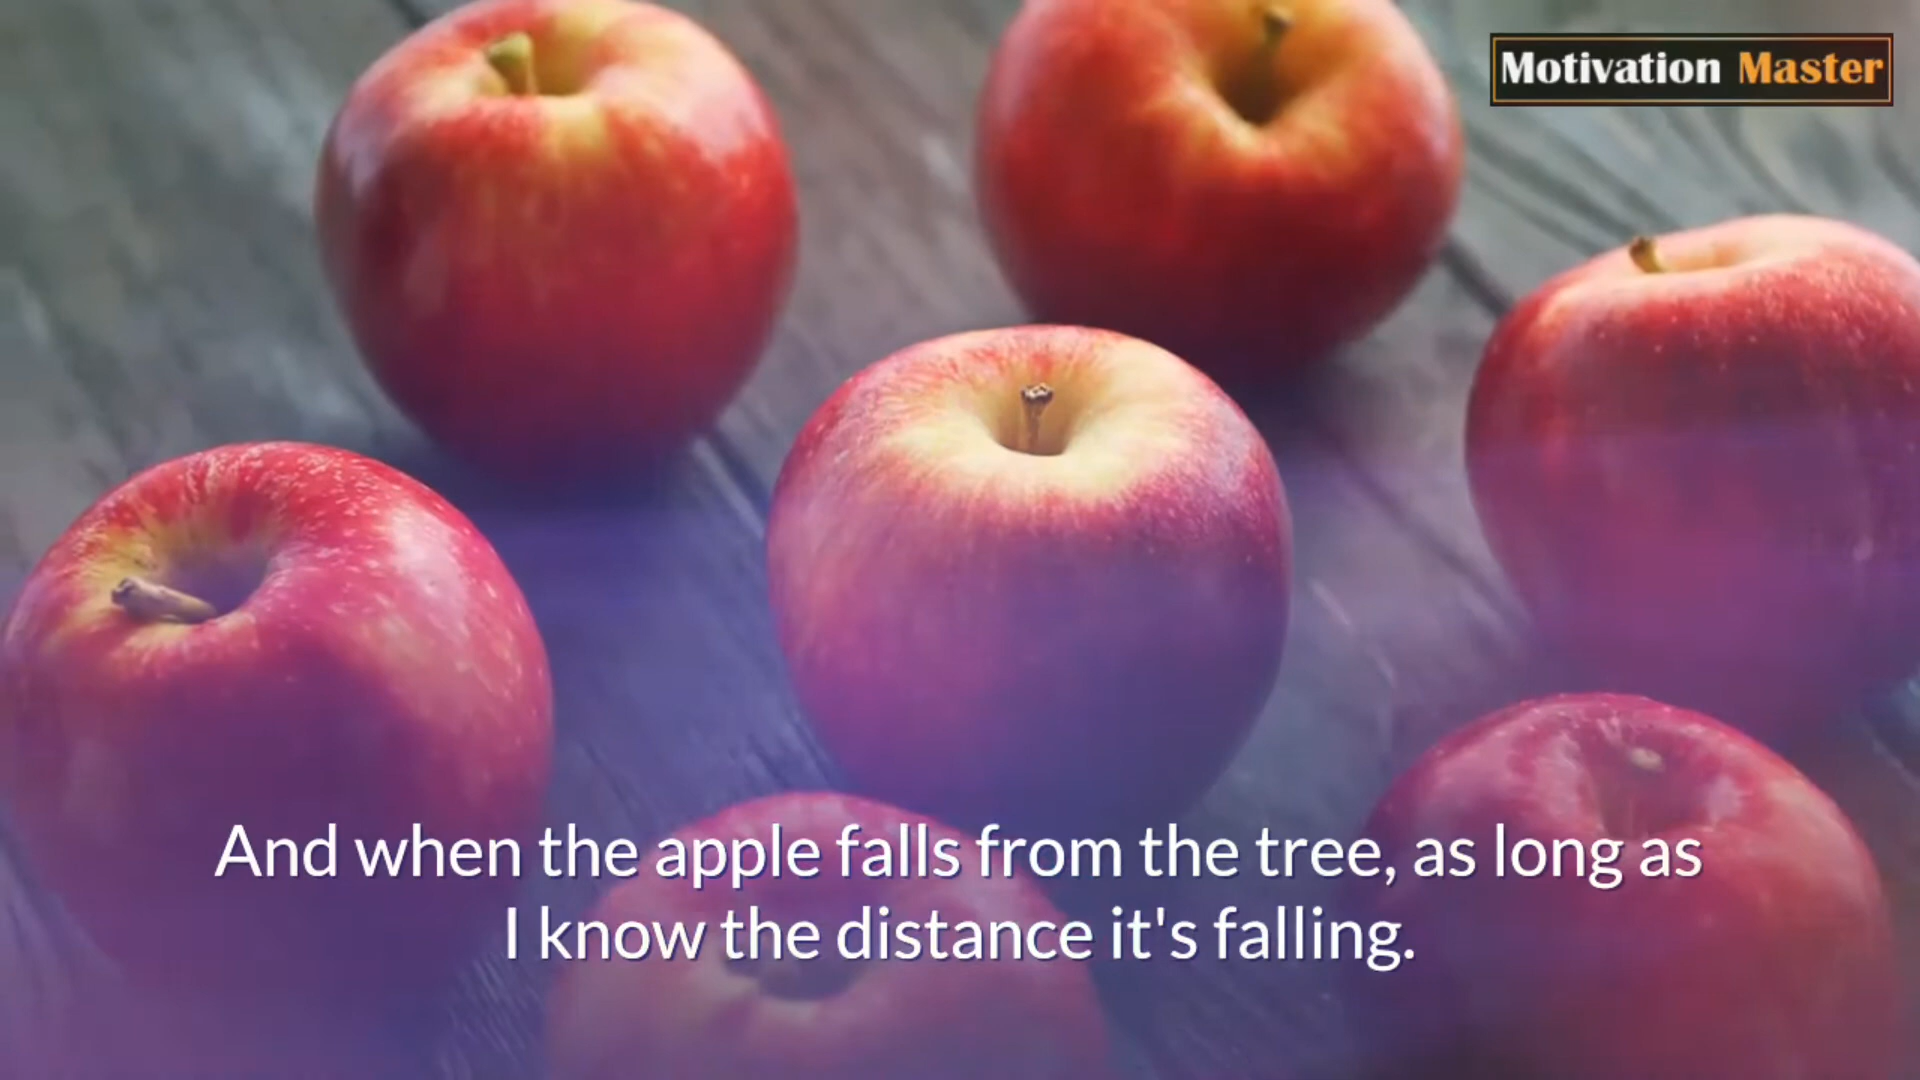 Motivation Master
And when the apple falls from the tree, as long as
I know the distance it's falling.